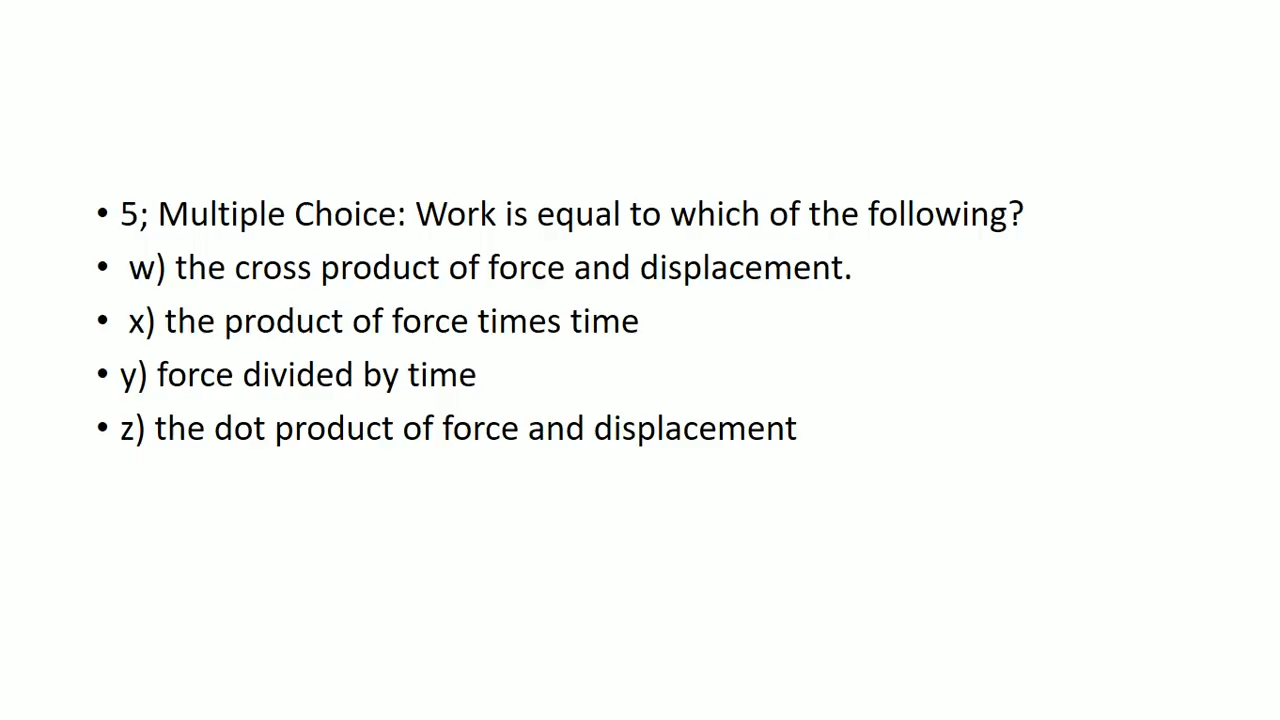 • 5; Multiple Choice: Work is equal to which of the following?
• w) the cross product of force and displacement.
• x) the product of force times time
• y) force divided by time
• z) the dot product of force and displacement